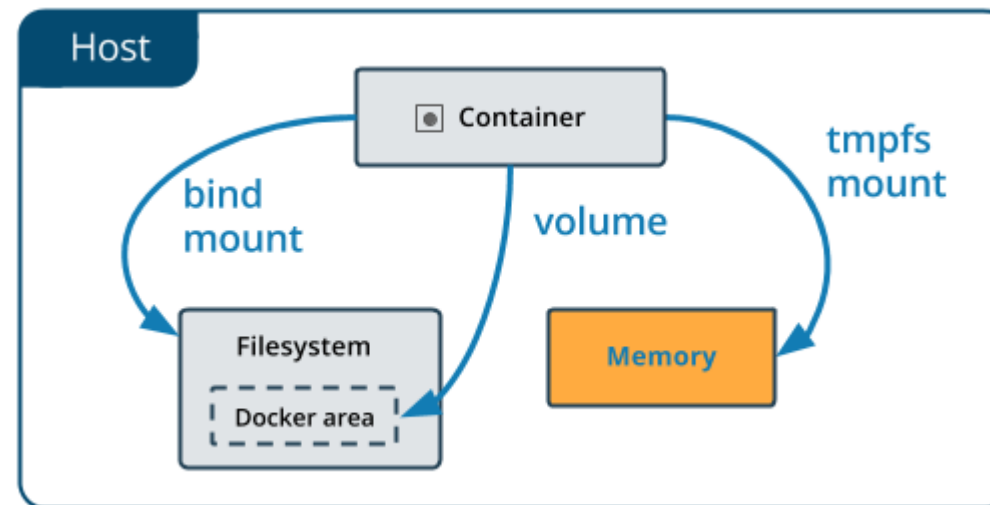 Host
Container
bind
mount
volume
tmpfs
mount
Filesystem
Docker area
Memory